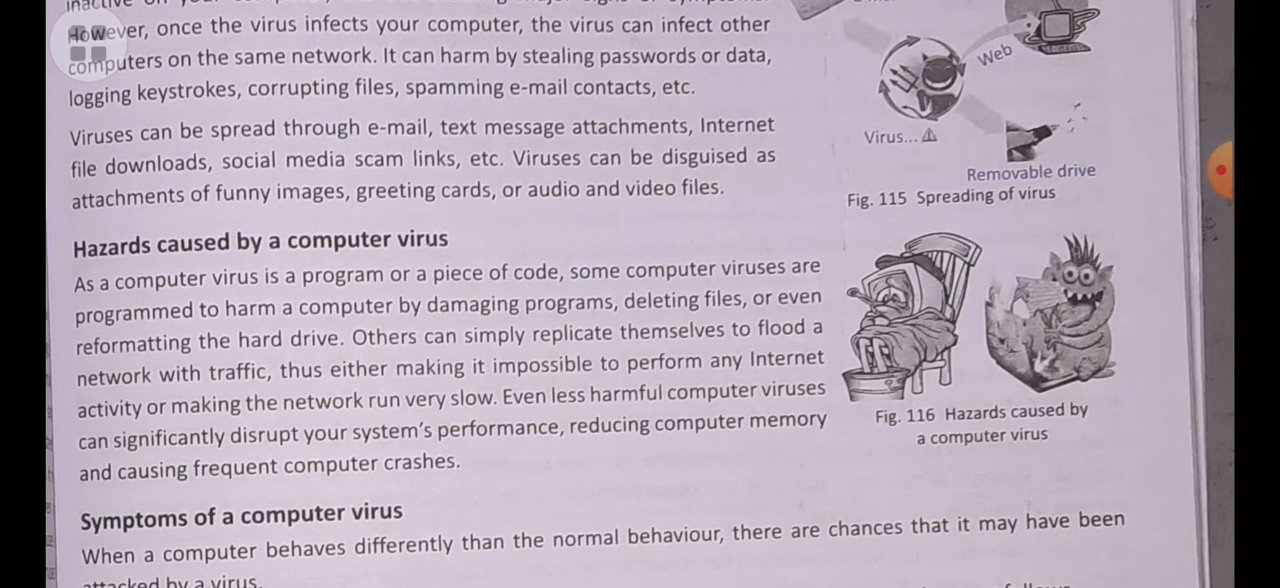 inactive on your
However, once the virus infects your computer, the virus can infect other
computers on the same network. It can harm by stealing passwords or data,
logging keystrokes, corrupting files, spamming e-mail contacts, etc.
Viruses can be spread through e-mail, text message attachments, Internet
file downloads, social media scam links, etc. Viruses can be disguised as
attachments of funny images, greeting cards, or audio and video files.
Web
Virus...
Removable drive
Fig. 115 Spreading of virus
Hazards caused by a computer virus
As a computer virus is a program or a piece of code, some computer viruses are
programmed to harm a computer by damaging programs, deleting files, or even
reformatting the hard drive. Others can simply replicate themselves to flood a
network with traffic, thus either making it impossible to perform any Internet
activity or making the network run very slow. Even less harmful computer viruses
can significantly disrupt your system's performance, reducing computer memory
and causing frequent computer crashes.
Fig. 116 Hazards caused by
a computer virus
Symptoms of a computer virus
When a computer behaves differently than the normal behaviour, there are chances that it may have been
attacked by a virus.